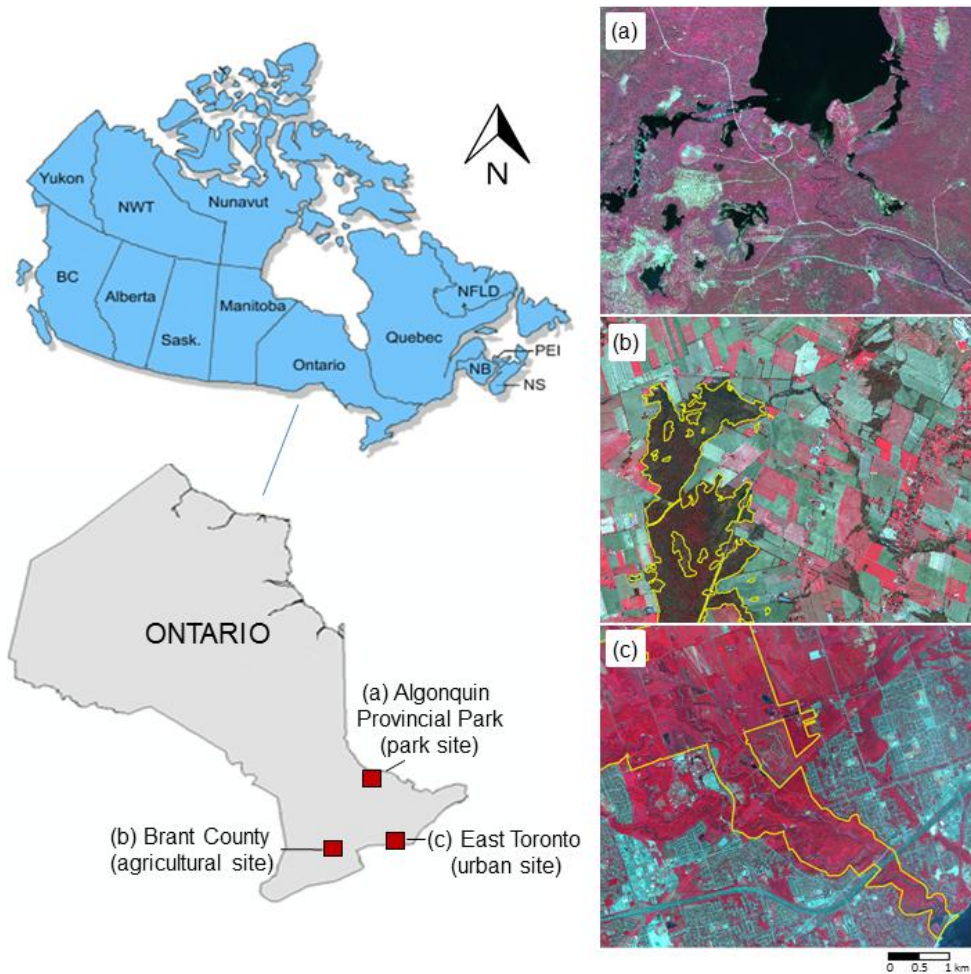 N
Yukon
NWT
Nunavut
BC
Alberta
Sask.
Manitoba
Ontario
Quebec
NFLD
PEI
NB
NS
ONTARIO
(a) Algonquin
Provincial Park
(park site)
(b) Brant County
(agricultural site)
(c) East Toronto
(urban site)
(a)
(b)
(c)
0 0.5 1 km